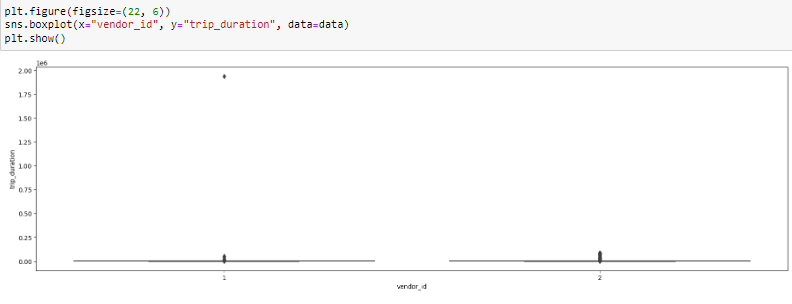 plt.figure(figsize=(22, 6))
sns.boxplot(x="vendor_id", y="trip_duration", data=data)
plt.show()
1e6
2.00
1.75
1.50
1.25
1.00
0.75
0.50
0.25
0.00
trip_duration
1
2
vendor_id